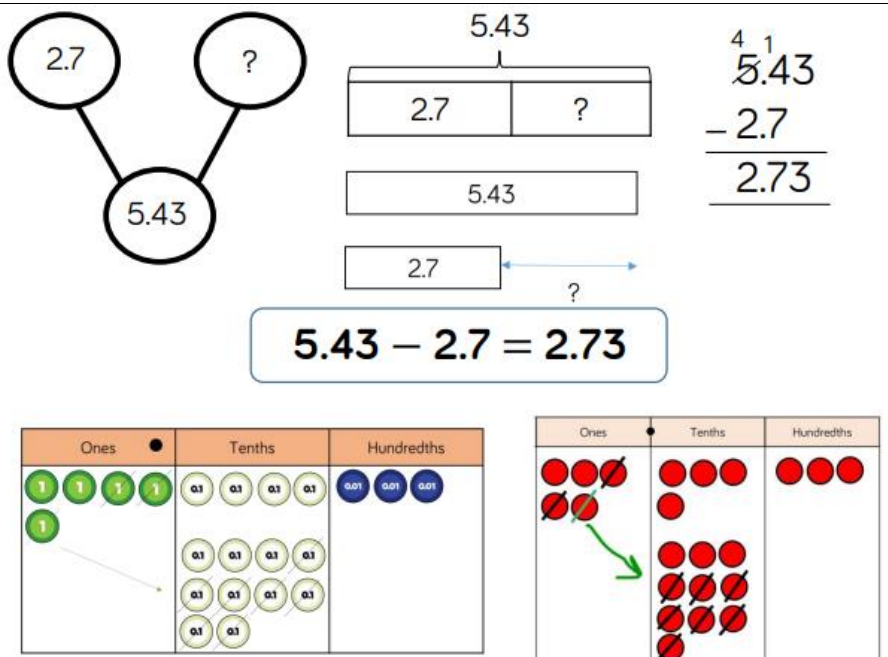 2.7
?
5.43
5.43
2.7
?
5.43
2.7
?
4 1
5.43
- 2.7
2.73
5.43 – 2.7 = 2.73
Ones
Tenths
Hundredths
1 1 1 1
1
0.1 0.1 0.1 0.1
0.01 0.01 0.01
0.1 0.1 0.1 0.1
0.1 0.1 0.1 0.1
0.1 0.1
Ones
Tenths
Hundredths